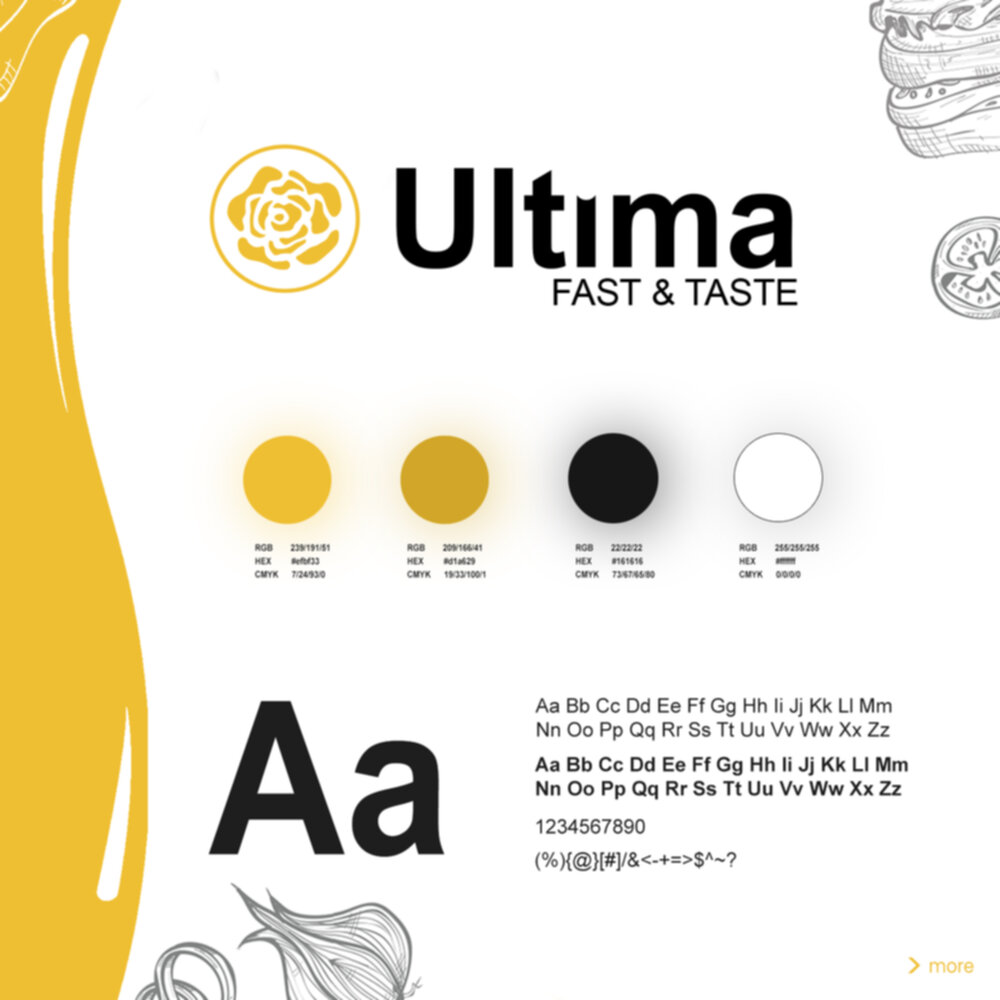 Ultima
FAST & TASTE
RGB 239/191/51
HEX #efbf33
CMYK 7/24/93/0
RGB 209/166/41
HEX #d1a629
CMYK 19/33/100/1
RGB 22/22/22
HEX #161616
CMYK 73/67/65/80
RGB 255/255/255
HEX #ffffff
CMYK 0/0/0/0
Aa
Aa Bb Cc Dd Ee Ff Gg Hh Ii Jj Kk Ll Mm
Nn Oo Pp Qq Rr Ss Tt Uu Vv Ww Xx Zz
Aa Bb Cc Dd Ee Ff Gg Hh Ii Jj Kk Ll Mm
Nn Oo Pp Qq Rr Ss Tt Uu Vv Ww Xx Zz
1234567890
(%){@}[#]/&<-+=>$^~?
> more